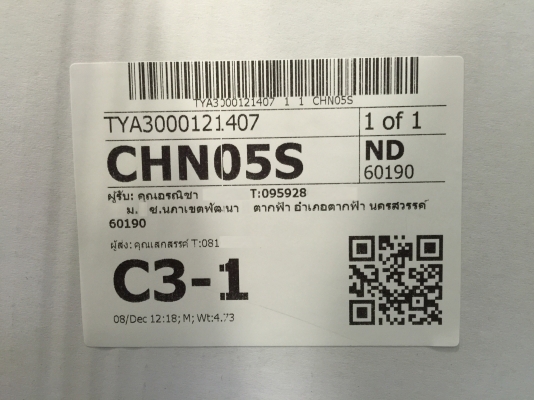 TYA3000121407 1 1 CHN05S
TYA3000121407 1 of 1
CHN05S ND
60190
ผู้รับ: คุณอรณิชา T:095928
ม. ซ.นภาเขตพัฒนา ตากฟ้า อำเภอตากฟ้า นครสวรรค์
60190
ผู้ส่ง: คุณเสกสรรค์ T:081
C3-1
08/Dec 12:18; M; Wt:4.73